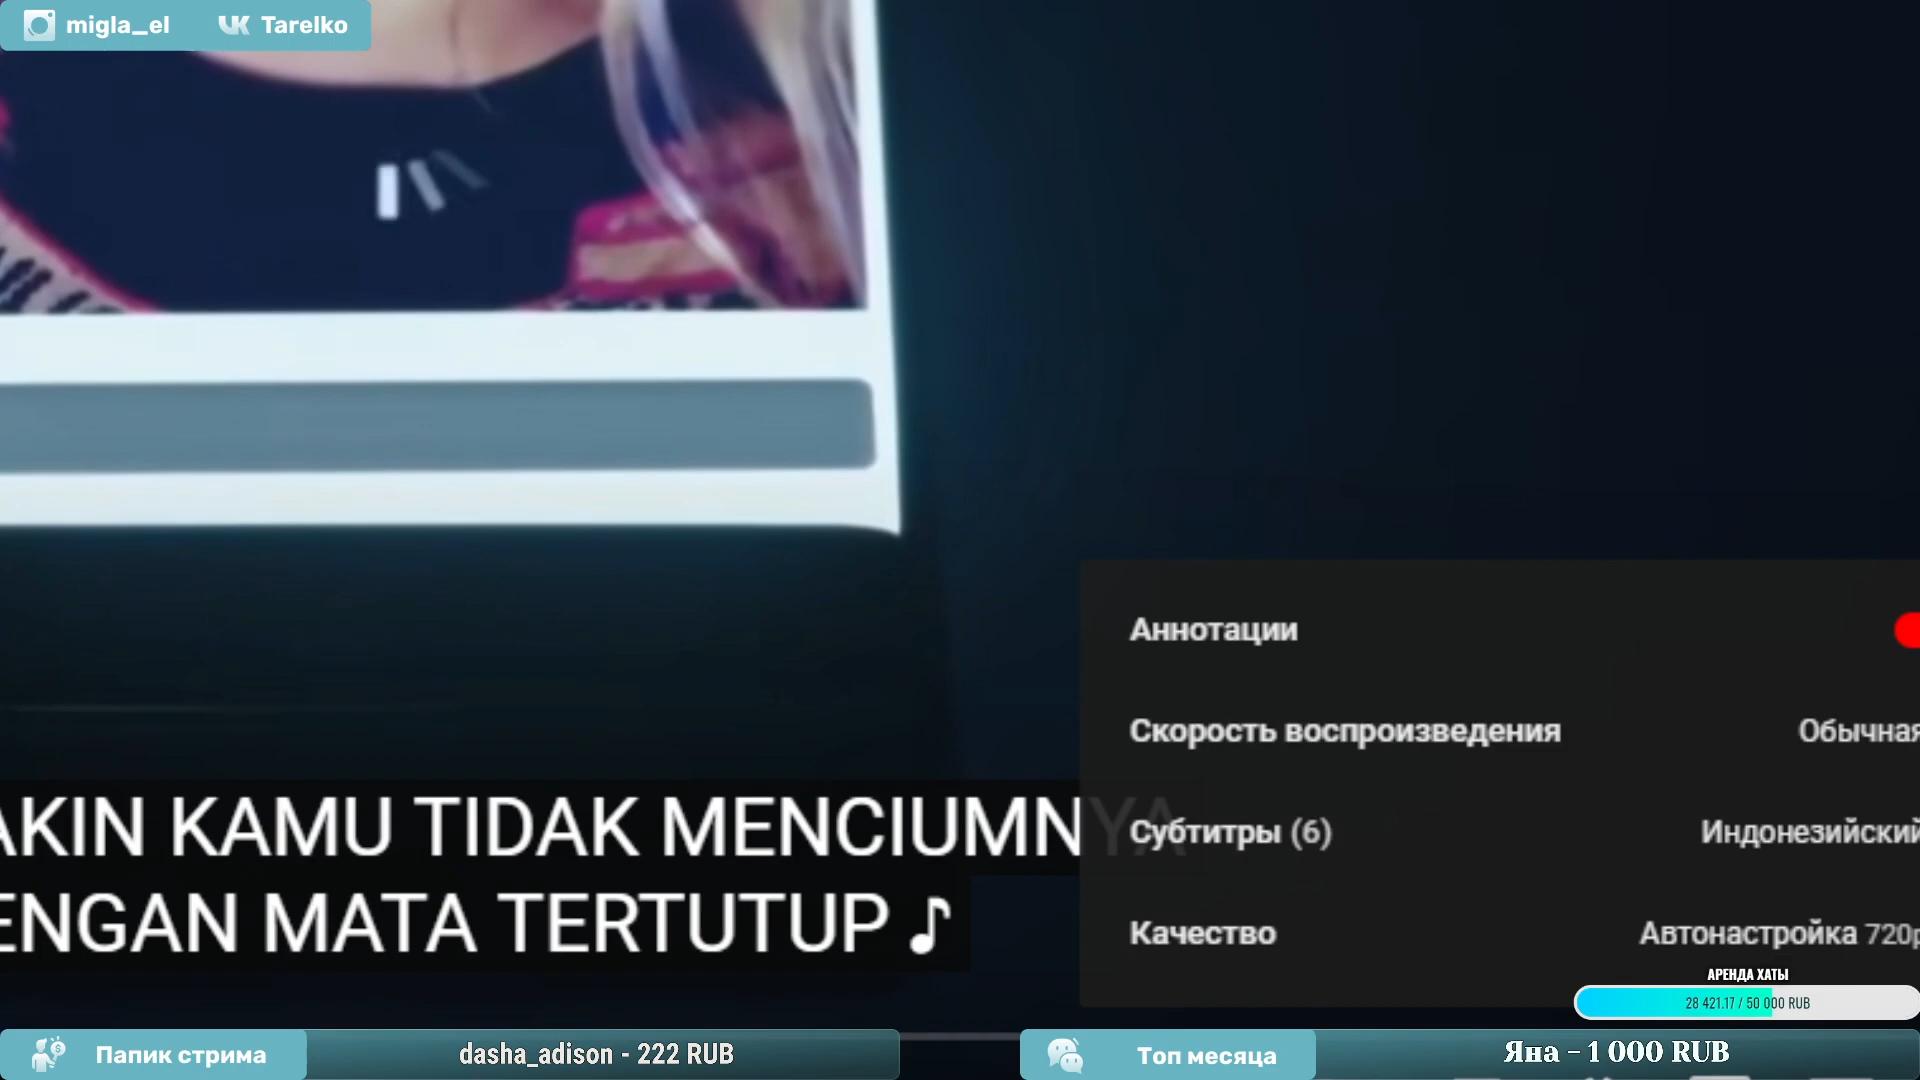 migla_el
Tarelko
Аннотации
Скорость воспроизведения Обычная
AKIN KAMU TIDAK MENCIUMNYA
Субтитры (6) Индонезийский
ENGAN MATA TERTUTUP ♪
Качество Автонастройка 720p
АРЕНДА ХАТЫ
28 421.17 / 50 000 RUB
Папик стрима
dasha_adison - 222 RUB
Топ месяца
Яна - 1 000 RUB